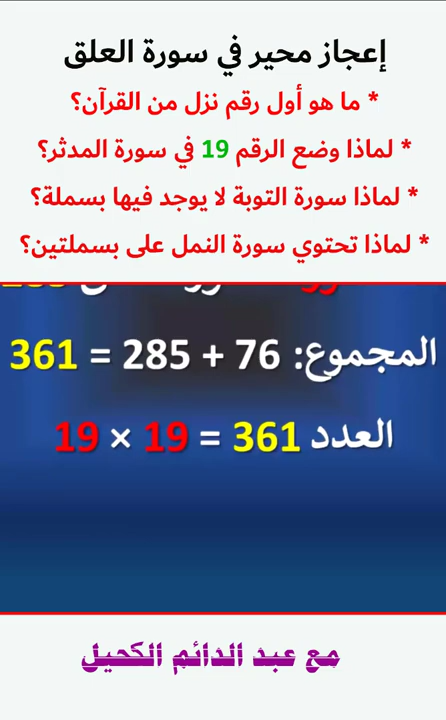 إعجاز محير في سورة العلق
* ما هو أول رقم نزل من القرآن؟
* لماذا وضع الرقم 19 في سورة المدثر؟
* لماذا سورة التوبة لا يوجد فيها بسملة؟
* لماذا تحتوي سورة النمل على بسملتين؟
المجموع: 76 + 285 = 361
العدد 361 = 19 × 19
مع عبد الدائم الكحيل